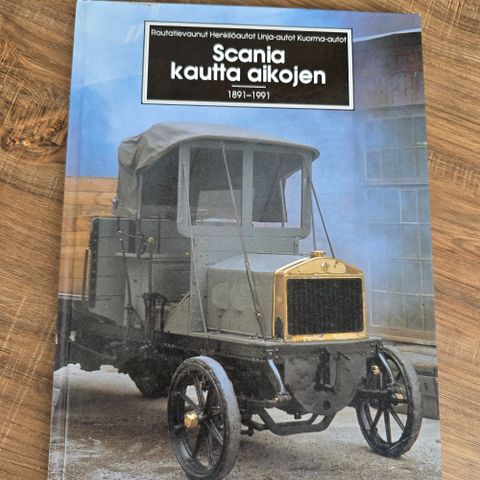 Rautatievaunut Henkilöautot Linja-autot Kuorma-autot
Scania
kautta aikojen
1891–1991